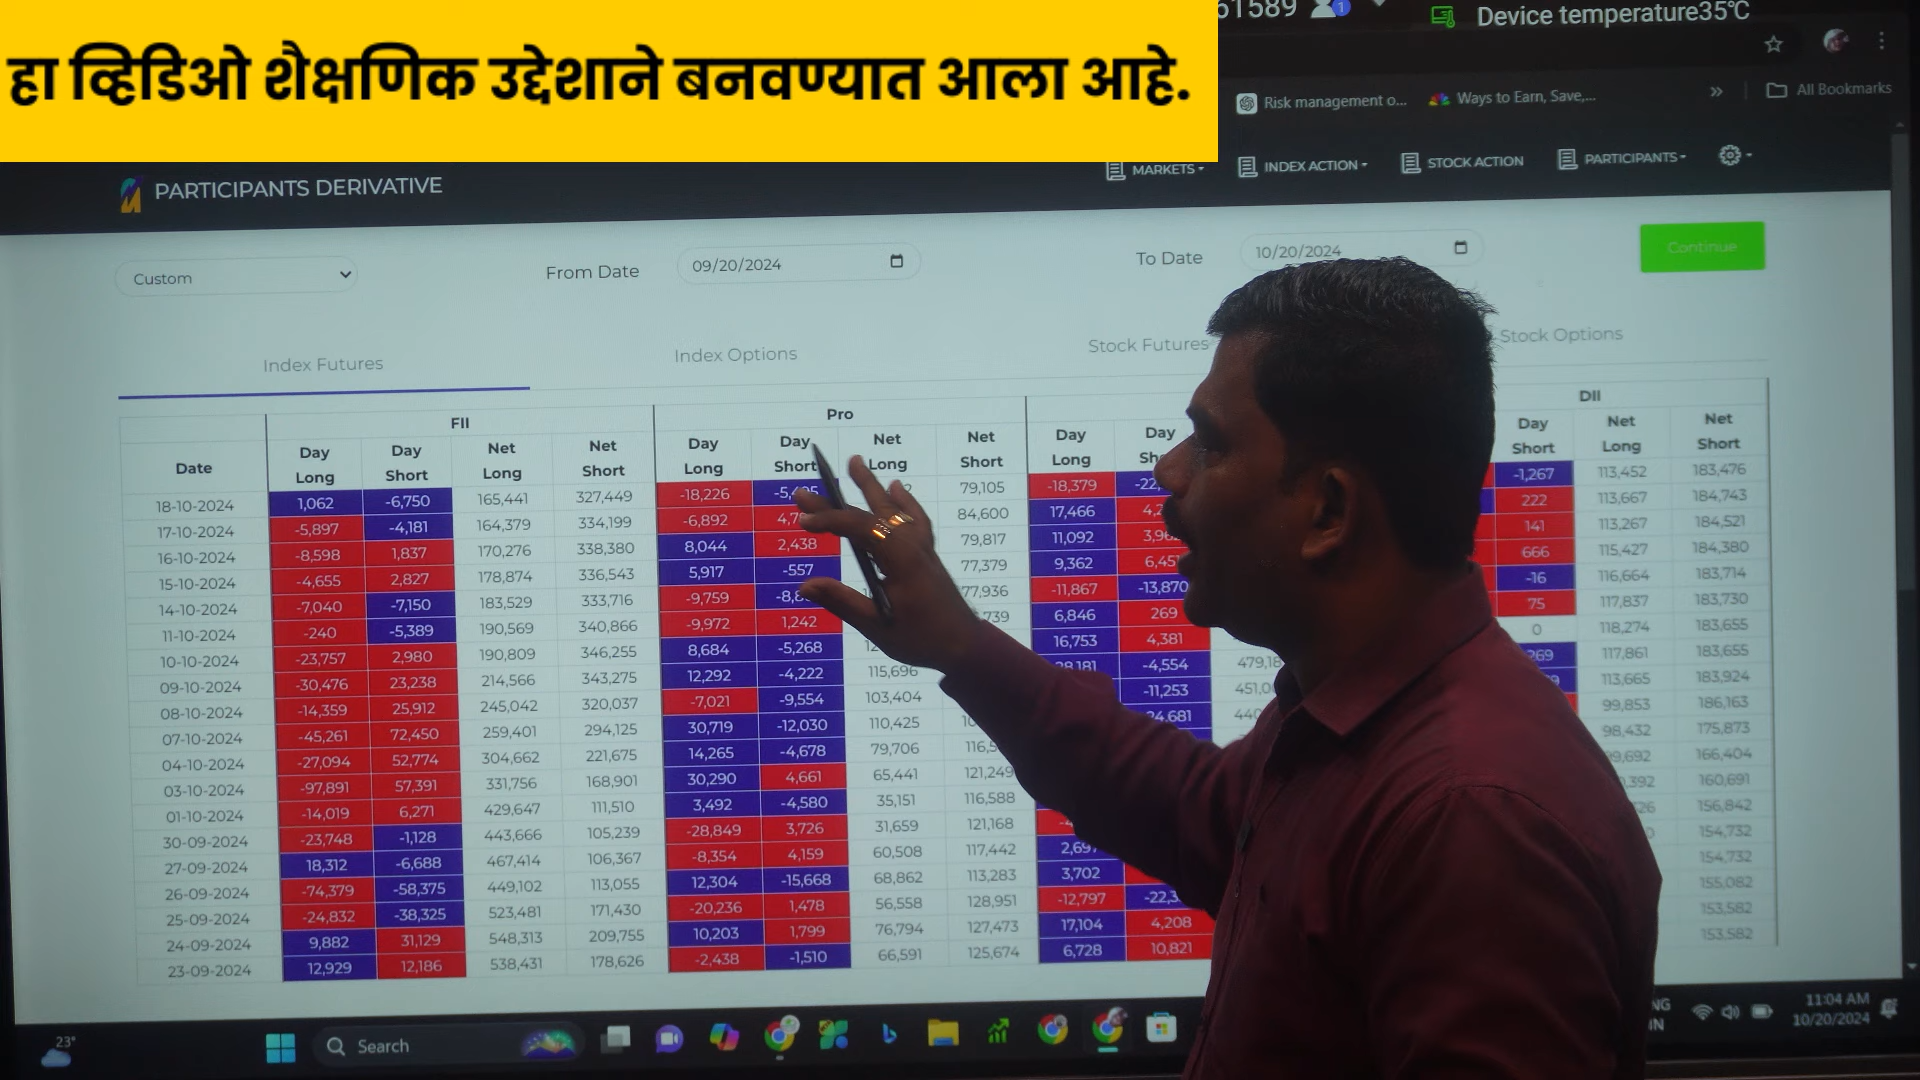 हा व्हिडिओ शैक्षणिक उद्देशाने बनवण्यात आला आहे.
61589 1 Device temperature35℃
Risk management o... Ways to Earn, Save,... » All Bookmarks
PARTICIPANTS DERIVATIVE MARKETS INDEX ACTION STOCK ACTION PARTICIPANTS
Custom From Date 09/20/2024 To Date 10/20/2024 Continue
Index Futures Index Options Stock Futures Stock Options
FII Pro DII
Date Day Long Day Short Net Long Net Short Day Long Day Short Net Long Net Short Day Long Day Day Short Net Long Net Short
18-10-2024 1,062 -6,750 165,441 327,449 -18,226 79,105 -18,379 -1,267 113,452 183,476
17-10-2024 -5,897 -4,181 164,379 334,199 -6,892 84,600 17,466 222 113,667 184,743
16-10-2024 -8,598 1,837 170,276 338,380 8,044 2,438 79,817 11,092 141 113,267 184,521
15-10-2024 -4,655 2,827 178,874 336,543 5,917 -557 77,379 9,362 666 115,427 184,380
14-10-2024 -7,040 -7,150 183,529 333,716 -9,759 77,936 -11,867 -13,870 -16 116,664 183,714
11-10-2024 -240 -5,389 190,569 340,866 -9,972 1,242 6,846 269 75 117,837 183,730
10-10-2024 -23,757 2,980 190,809 346,255 8,684 -5,268 16,753 4,381 0 118,274 183,655
09-10-2024 -30,476 23,238 214,566 343,275 12,292 -4,222 115,696 28,181 -4,554 117,861 183,655
08-10-2024 -14,359 25,912 245,042 320,037 -7,021 -9,554 103,404 -11,253 113,665 183,924
07-10-2024 -45,261 72,450 259,401 294,125 30,719 -12,030 110,425 99,853 186,163
04-10-2024 -27,094 52,774 304,662 221,675 14,265 -4,678 79,706 98,432 175,873
03-10-2024 -97,891 57,391 331,756 168,901 30,290 4,661 65,441 121,249 166,404
01-10-2024 -14,019 6,271 429,647 111,510 3,492 -4,580 35,151 116,588 160,691
30-09-2024 -23,748 -1,128 443,666 105,239 -28,849 3,726 31,659 121,168 156,842
27-09-2024 18,312 -6,688 467,414 106,367 -8,354 4,159 60,508 117,442 154,732
26-09-2024 -74,379 -58,375 449,102 113,055 12,304 -15,668 68,862 113,283 3,702 154,732
25-09-2024 -24,832 -38,325 523,481 171,430 -20,236 1,478 56,558 128,951 -12,797 155,082
24-09-2024 9,882 31,129 548,313 209,755 10,203 1,799 76,794 127,473 17,104 4,208 153,582
23-09-2024 12,929 12,186 538,431 178,626 -2,438 -1,510 66,591 125,674 6,728 10,821 153,582
23° Search 11:04 AM
10/20/2024